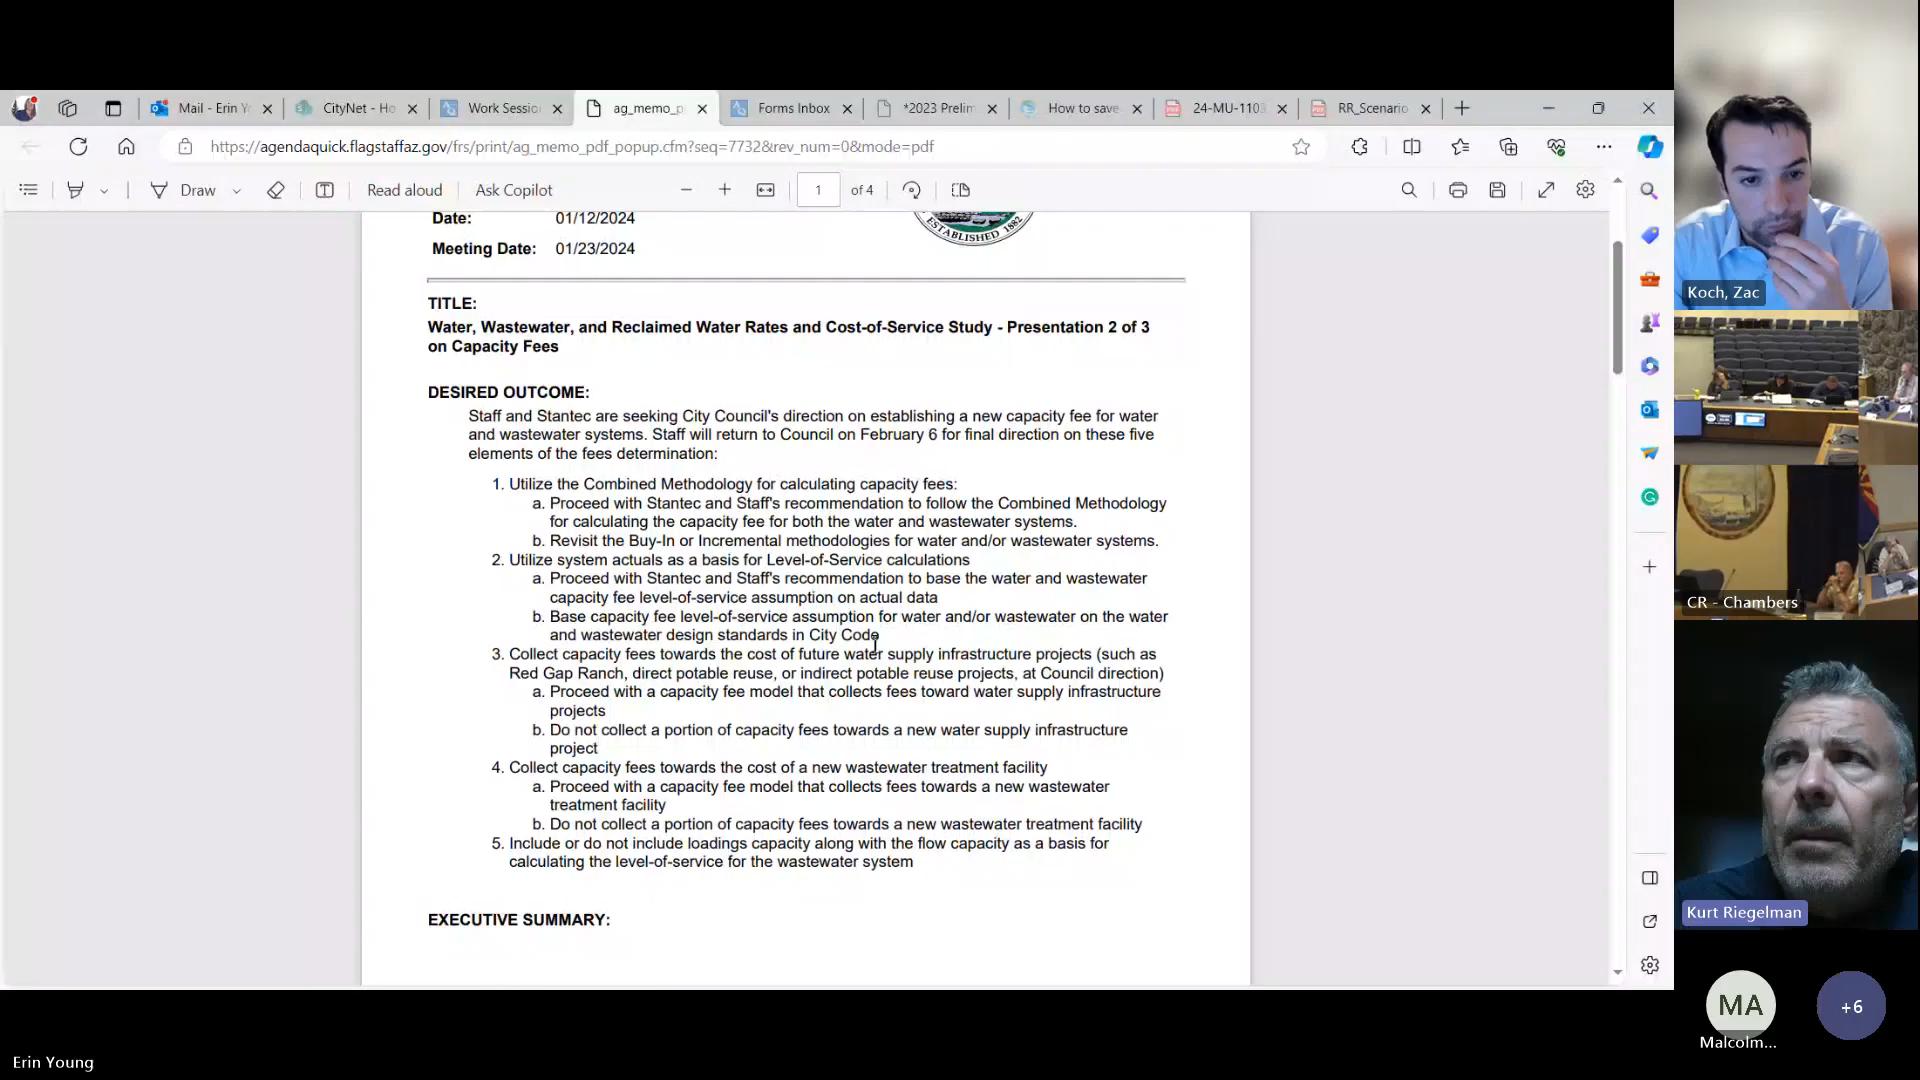 Mail - Erin Y
CityNet - Ho
Work Sessio
ag_memo_p
Forms Inbox
*2023 Prelim
How to save
24-MU-1103
RR_Scenario
https://agendaquick.flagstaffaz.gov/frs/print/ag_memo_pdf_popup.cfm?seq=7732&rev_num=0&mode=pdf
Draw
Read aloud
Ask Copilot
1 of 4
Date: 01/12/2024
ESTABLISHED 1882
Meeting Date: 01/23/2024
TITLE:
Water, Wastewater, and Reclaimed Water Rates and Cost-of-Service Study - Presentation 2 of 3
on Capacity Fees
DESIRED OUTCOME:
Staff and Stantec are seeking City Council's direction on establishing a new capacity fee for water
and wastewater systems. Staff will return to Council on February 6 for final direction on these five
elements of the fees determination:
1. Utilize the Combined Methodology for calculating capacity fees:
a. Proceed with Stantec and Staff's recommendation to follow the Combined Methodology
for calculating the capacity fee for both the water and wastewater systems.
b. Revisit the Buy-In or Incremental methodologies for water and/or wastewater systems.
2. Utilize system actuals as a basis for Level-of-Service calculations
a. Proceed with Stantec and Staff's recommendation to base the water and wastewater
capacity fee level-of-service assumption on actual data
b. Base capacity fee level-of-service assumption for water and/or wastewater on the water
and wastewater design standards in City Code
3. Collect capacity fees towards the cost of future water supply infrastructure projects (such as
Red Gap Ranch, direct potable reuse, or indirect potable reuse projects, at Council direction)
a. Proceed with a capacity fee model that collects fees toward water supply infrastructure
projects
b. Do not collect a portion of capacity fees towards a new water supply infrastructure
project
4. Collect capacity fees towards the cost of a new wastewater treatment facility
a. Proceed with a capacity fee model that collects fees towards a new wastewater
treatment facility
b. Do not collect a portion of capacity fees towards a new wastewater treatment facility
5. Include or do not include loadings capacity along with the flow capacity as a basis for
calculating the level-of-service for the wastewater system
EXECUTIVE SUMMARY:
Koch, Zac
CR - Chambers
Kurt Riegelman
MA
Malcolm...
+6
Erin Young